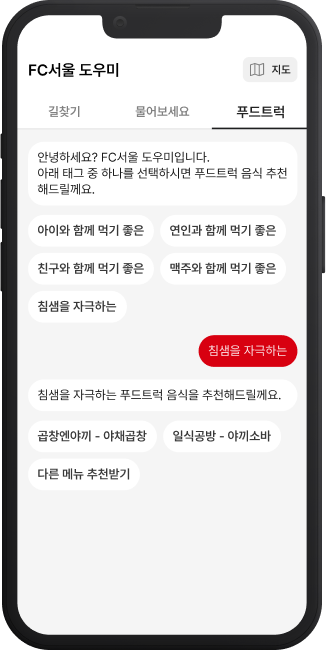 FC서울 도우미
지도
길찾기
물어보세요
푸드트럭
안녕하세요? FC서울 도우미입니다.
아래 태그 중 하나를 선택하시면 푸드트럭 음식 추천
해드릴께요.
아이와 함께 먹기 좋은
연인과 함께 먹기 좋은
친구와 함께 먹기 좋은
맥주와 함께 먹기 좋은
침샘을 자극하는
침샘을 자극하는
침샘을 자극하는 푸드트럭 음식을 추천해드릴께요.
곱창엔야끼 - 야채곱창
일식공방 - 야끼소바
다른 메뉴 추천받기